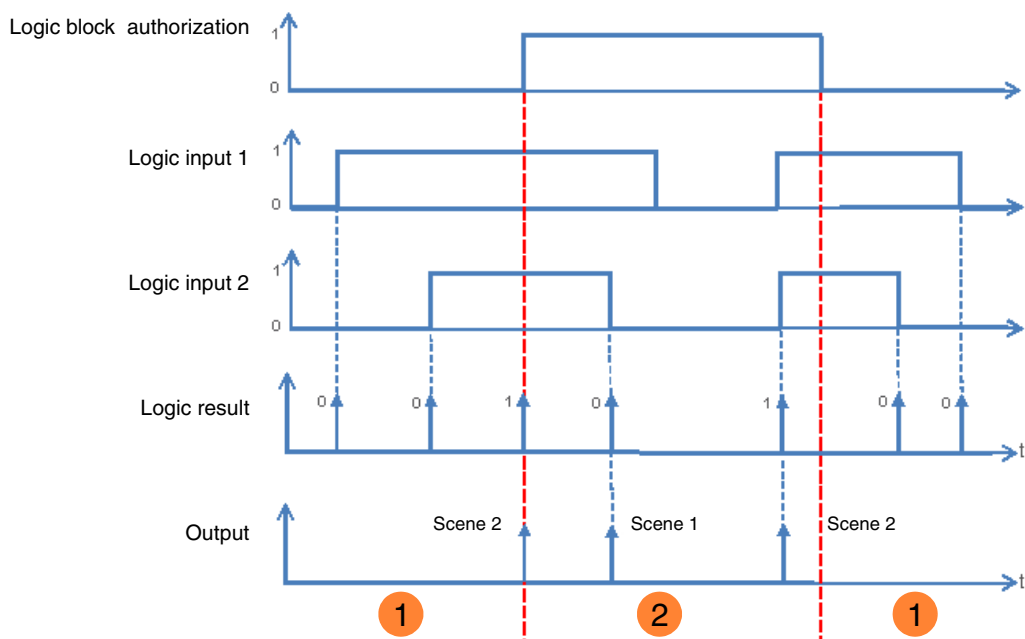 Logic block authorization
1
0
Logic input 1
1
0
Logic input 2
1
0
Logic result
0 0 1 0 1 0 0
t
Output
Scene 2 Scene 1 Scene 2
t
1 2 1